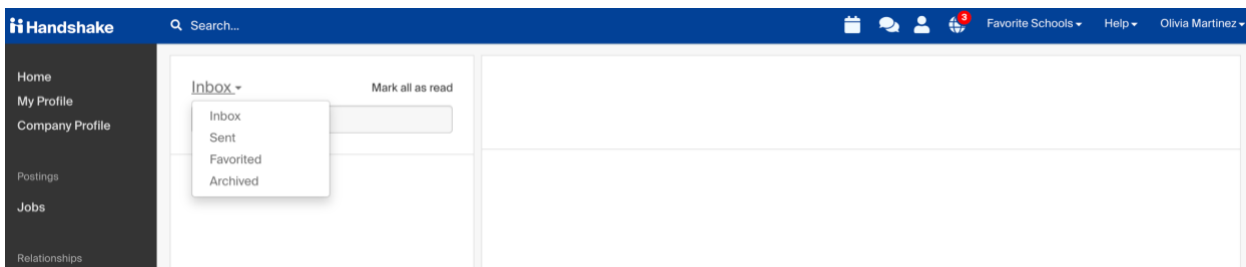 Handshake
Search...
3
Favorite Schools
Help
Olivia Martinez
Home
My Profile
Company Profile
Postings
Jobs
Relationships
Inbox
Mark all as read
Inbox
Sent
Favorited
Archived